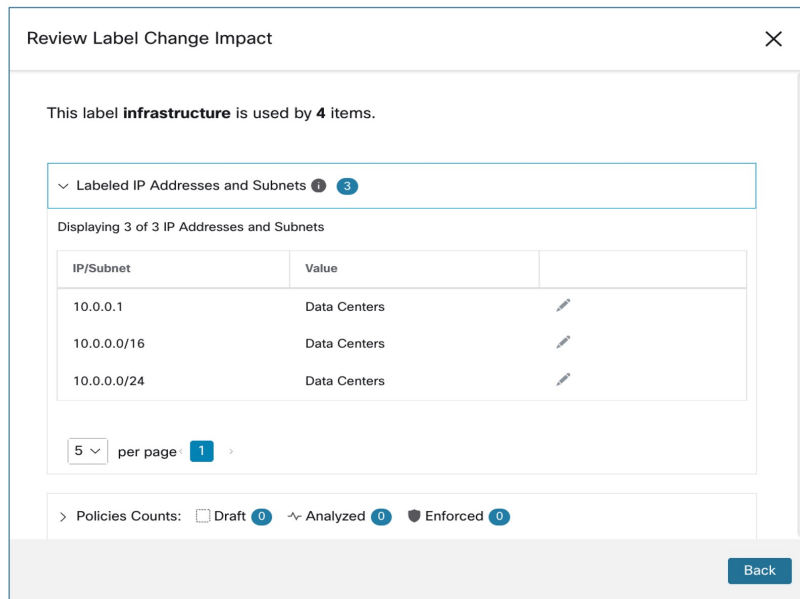 Review Label Change Impact
This label infrastructure is used by 4 items.
Labeled IP Addresses and Subnets i 3
Displaying 3 of 3 IP Addresses and Subnets
IP/Subnet Value
10.0.0.1 Data Centers
10.0.0.0/16 Data Centers
10.0.0.0/24 Data Centers
5 per page 1
Policies Counts: Draft 0 Analyzed 0 Enforced 0
Back